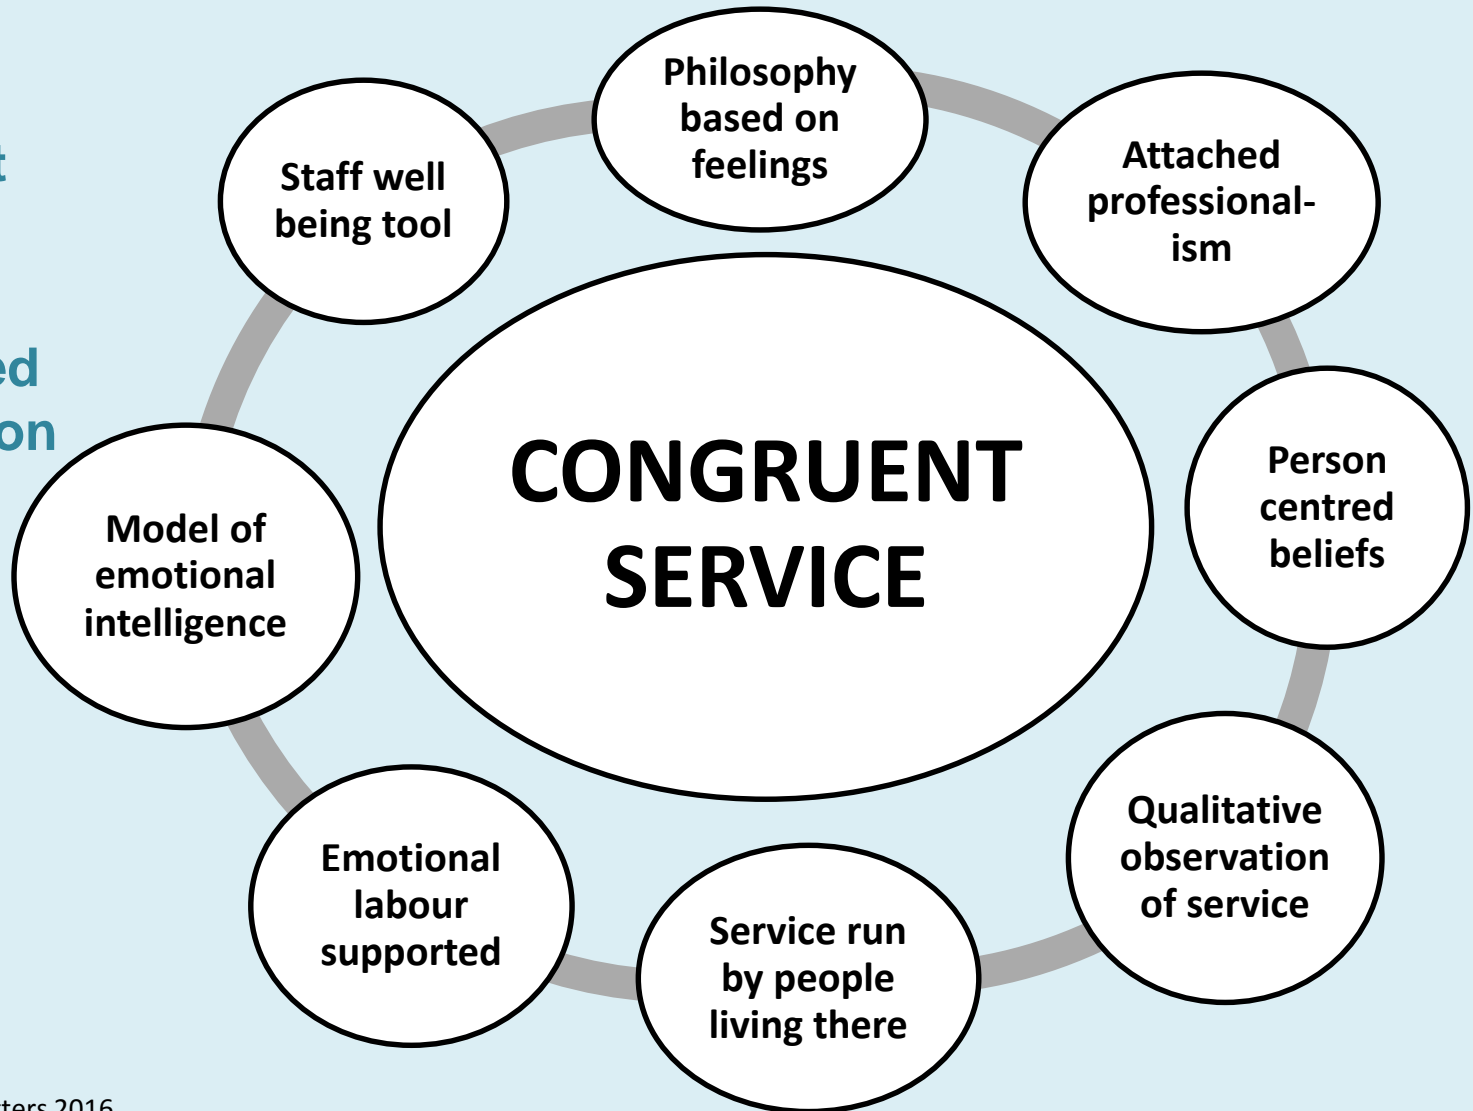 Philosophy
based on
feelings
Attached
professional-
ism
Person
centred
beliefs
Qualitative
observation
of service
Service run
by people
living there
Emotional
labour
supported
Model of
emotional
intelligence
Staff well
being tool
CONGRUENT
SERVICE
2016